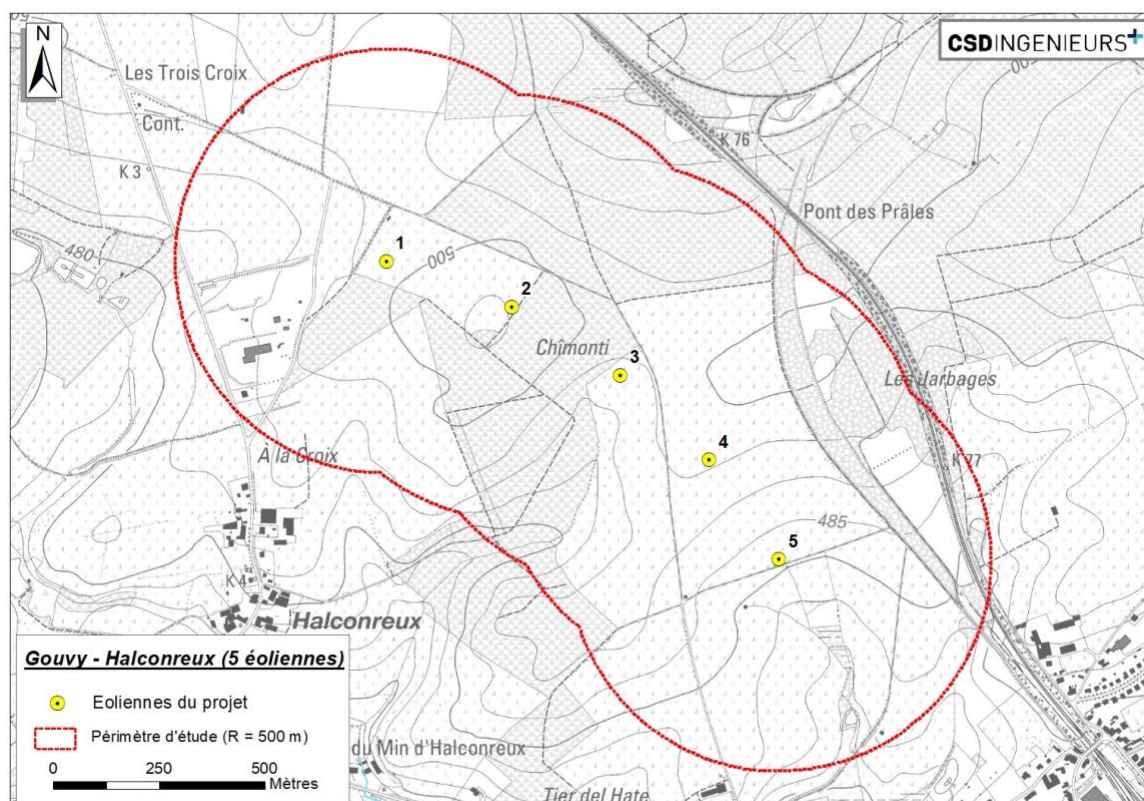 N
CSDINGENIEURS+
Les Trois Croix
Cont.
K 3
K 76
Pont des Prâles
480
1
500
2
Chîmonti
3
Les Jarbages
4
K 77
À la Croix
485
5
K 4
Halconreux
Gouvy - Halconreux (5 éoliennes)
Eoliennes du projet
Périmètre d'étude (R = 500 m)
0 250 500
Mètres
du Min d'Halconreux
Tier del Hate